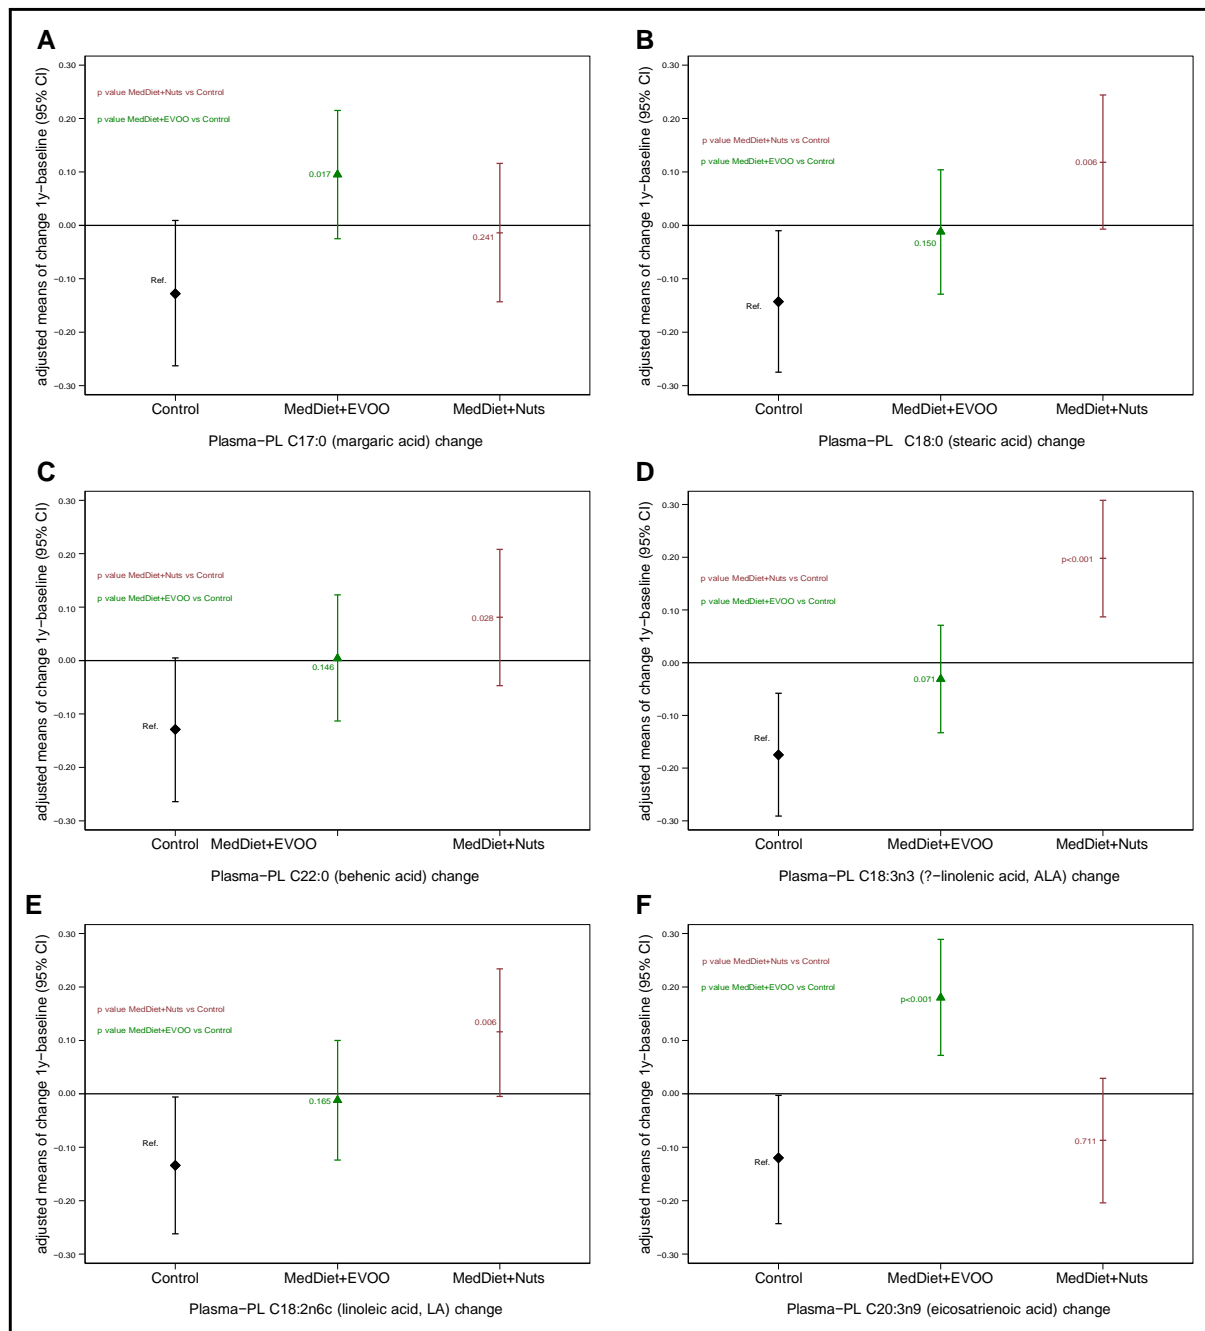 A
adjusted means of change 1y−baseline (95% CI)
0.30
0.20
0.10
0.00
−0.10
−0.20
−0.30
p value MedDiet+Nuts vs Control
p value MedDiet+EVOO vs Control
Ref.
0.017
0.241
Control
MedDiet+EVOO
MedDiet+Nuts
Plasma−PL C17:0 (margaric acid) change
B
adjusted means of change 1y−baseline (95% CI)
0.30
0.20
0.10
0.00
−0.10
−0.20
−0.30
p value MedDiet+Nuts vs Control
p value MedDiet+EVOO vs Control
Ref.
0.150
0.006
Control
MedDiet+EVOO
MedDiet+Nuts
Plasma−PL C18:0 (stearic acid) change
C
adjusted means of change 1y−baseline (95% CI)
0.30
0.20
0.10
0.00
−0.10
−0.20
−0.30
p value MedDiet+Nuts vs Control
p value MedDiet+EVOO vs Control
Ref.
0.146
0.028
Control
MedDiet+EVOO
MedDiet+Nuts
Plasma−PL C22:0 (behenic acid) change
D
adjusted means of change 1y−baseline (95% CI)
0.30
0.20
0.10
0.00
−0.10
−0.20
−0.30
p value MedDiet+Nuts vs Control
p value MedDiet+EVOO vs Control
Ref.
0.071
p<0.001
Control
MedDiet+EVOO
MedDiet+Nuts
Plasma−PL C18:3n3 (?−linolenic acid, ALA) change
E
adjusted means of change 1y−baseline (95% CI)
0.30
0.20
0.10
0.00
−0.10
−0.20
−0.30
p value MedDiet+Nuts vs Control
p value MedDiet+EVOO vs Control
Ref.
0.165
0.006
Control
MedDiet+EVOO
MedDiet+Nuts
Plasma−PL C18:2n6c (linoleic acid, LA) change
F
adjusted means of change 1y−baseline (95% CI)
0.30
0.20
0.10
0.00
−0.10
−0.20
−0.30
p value MedDiet+Nuts vs Control
p value MedDiet+EVOO vs Control
Ref.
p<0.001
0.711
Control
MedDiet+EVOO
MedDiet+Nuts
Plasma−PL C20:3n9 (eicosatrienoic acid) change